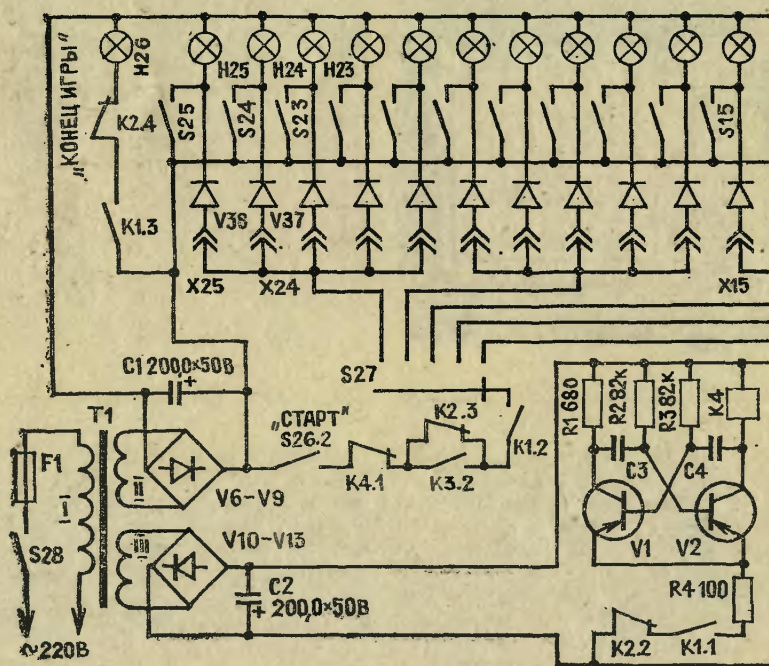 „КОНЕЦ ИГРЫ"
H26
H25
H24
H23
K2.4
S25
S24
S23
S15
K1.3
V38
V37
X25
X24
X15
C1 200,0×50В
S27
„СТАРТ"
S26.2
K2.3
K1.2
K4.1
K3.2
T1
F1
I
II
III
S28
V6-V9
V10-V13
C2
200,0×50В
~220В
R1 680
R2 82к
R3 82к
K4
C3
C4
V1
V2
R4 100
K2.2
K1.1